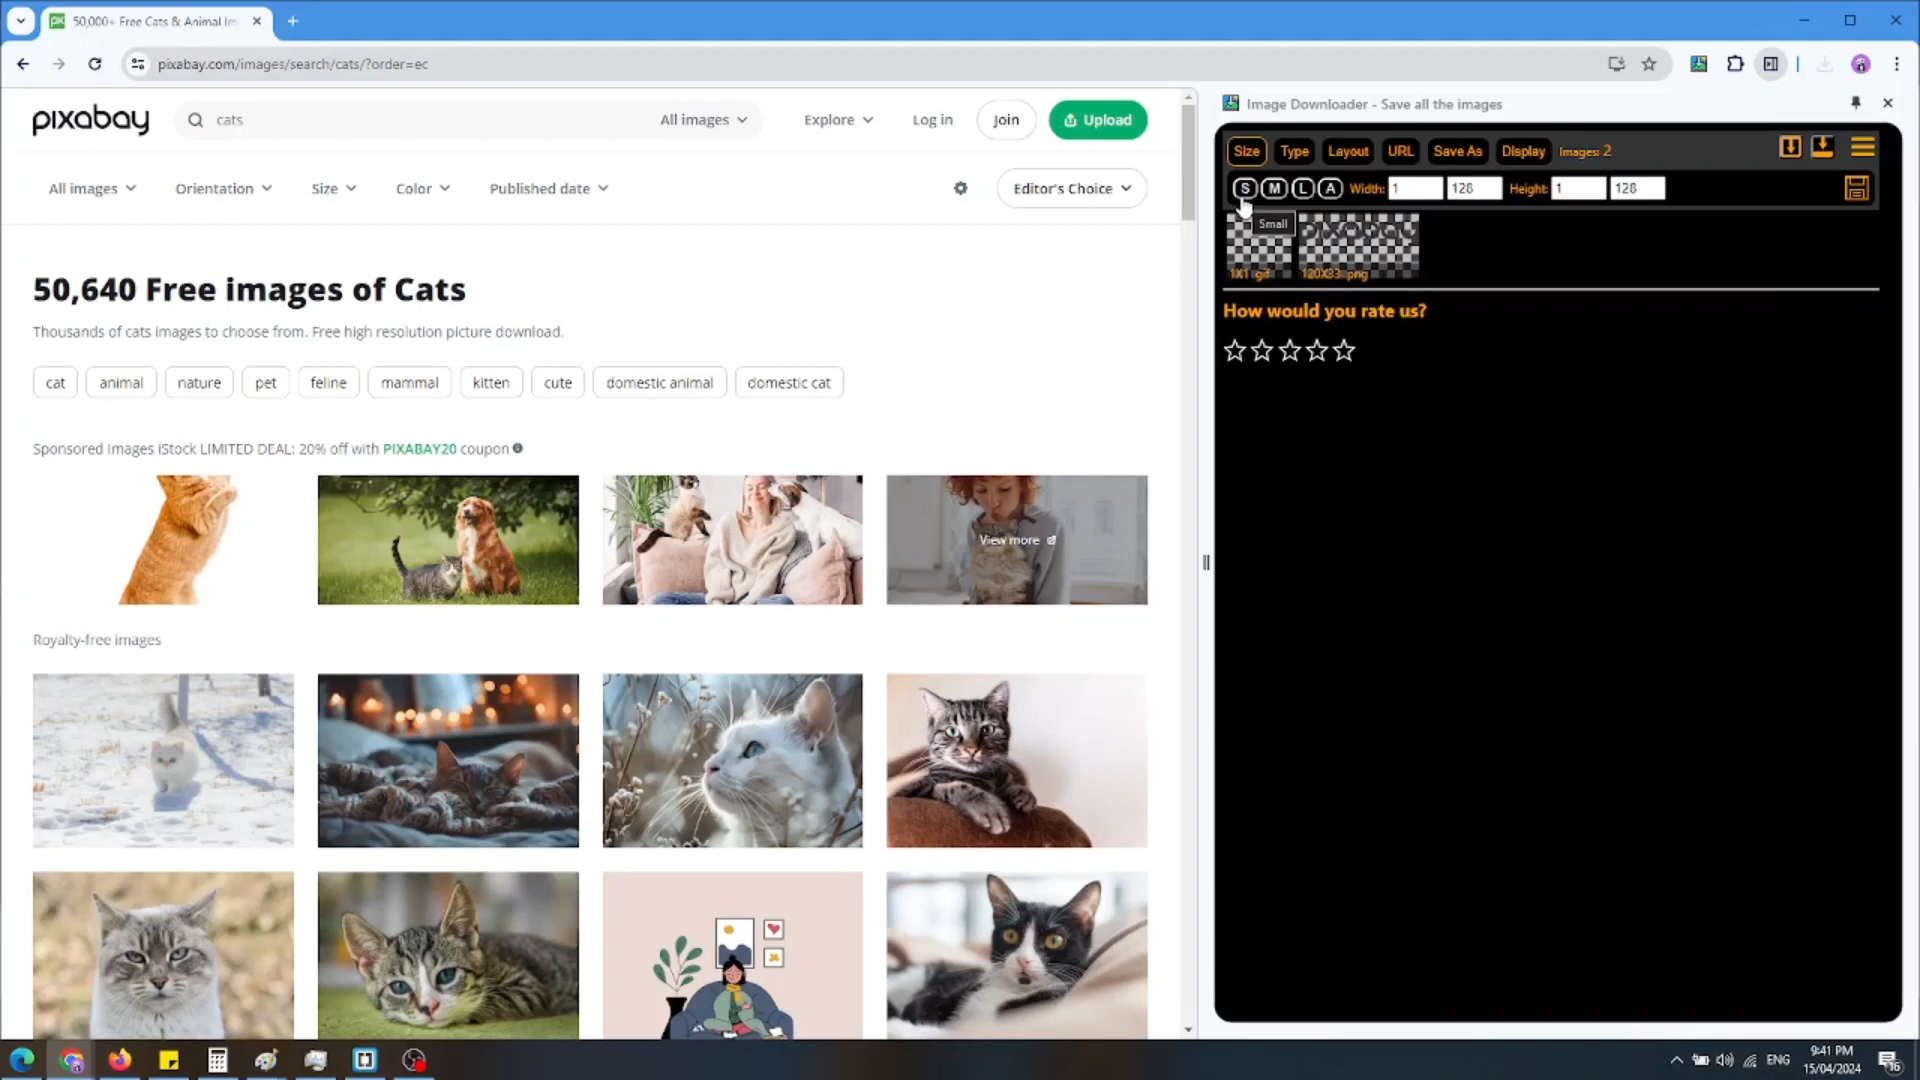 50,000+ Free Cats & Animal Im
pixabay.com/images/search/cats/?order=ec
pixabay
cats
All images
Explore
Log in
Join
Upload
All images
Orientation
Size
Color
Published date
Editor's Choice
50,640 Free images of Cats
Thousands of cats images to choose from. Free high resolution picture download.
cat
animal
nature
pet
feline
mammal
kitten
cute
domestic animal
domestic cat
Sponsored Images iStock LIMITED DEAL: 20% off with PIXABAY20 coupon
View more
Royalty-free images
Image Downloader - Save all the images
Size
Type
Layout
URL
Save As
Display
Images: 2
S
M
L
A
Width: 1 128
Height: 1 128
Small
pixabay
1X1 gif
120X33 png
How would you rate us?
ENG
9:41 PM
15/04/2024
16